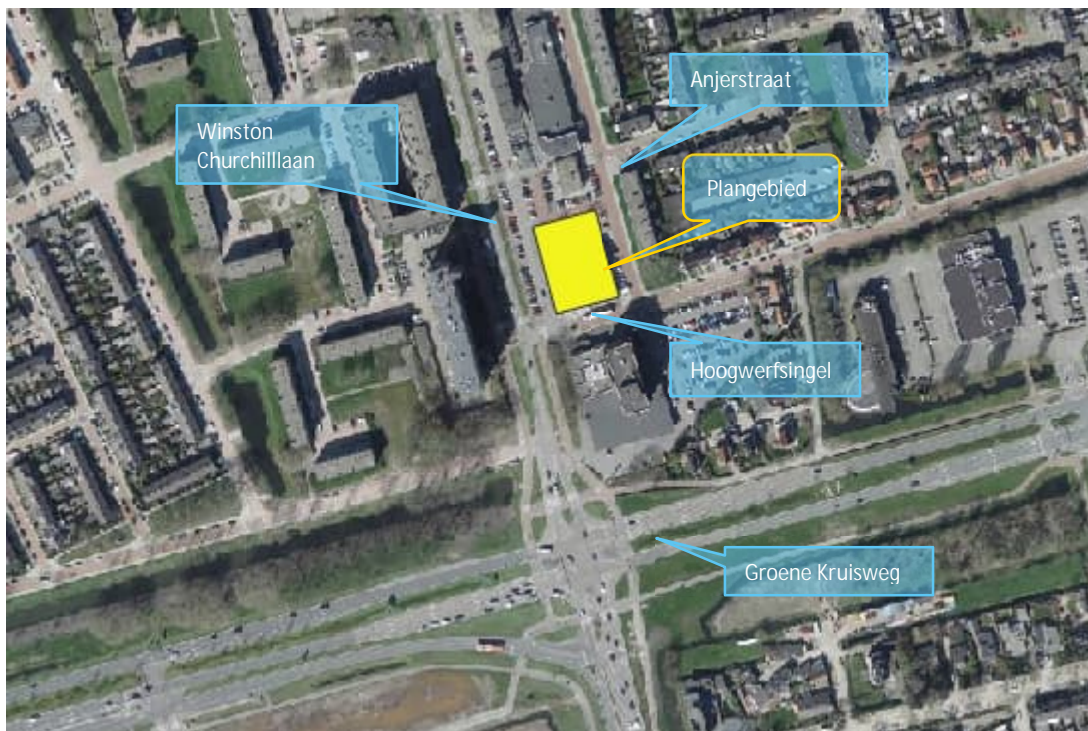 Anjerstraat
Winston
Churchilllaan
Plangebied
Hoogwerfsingel
Groene Kruisweg